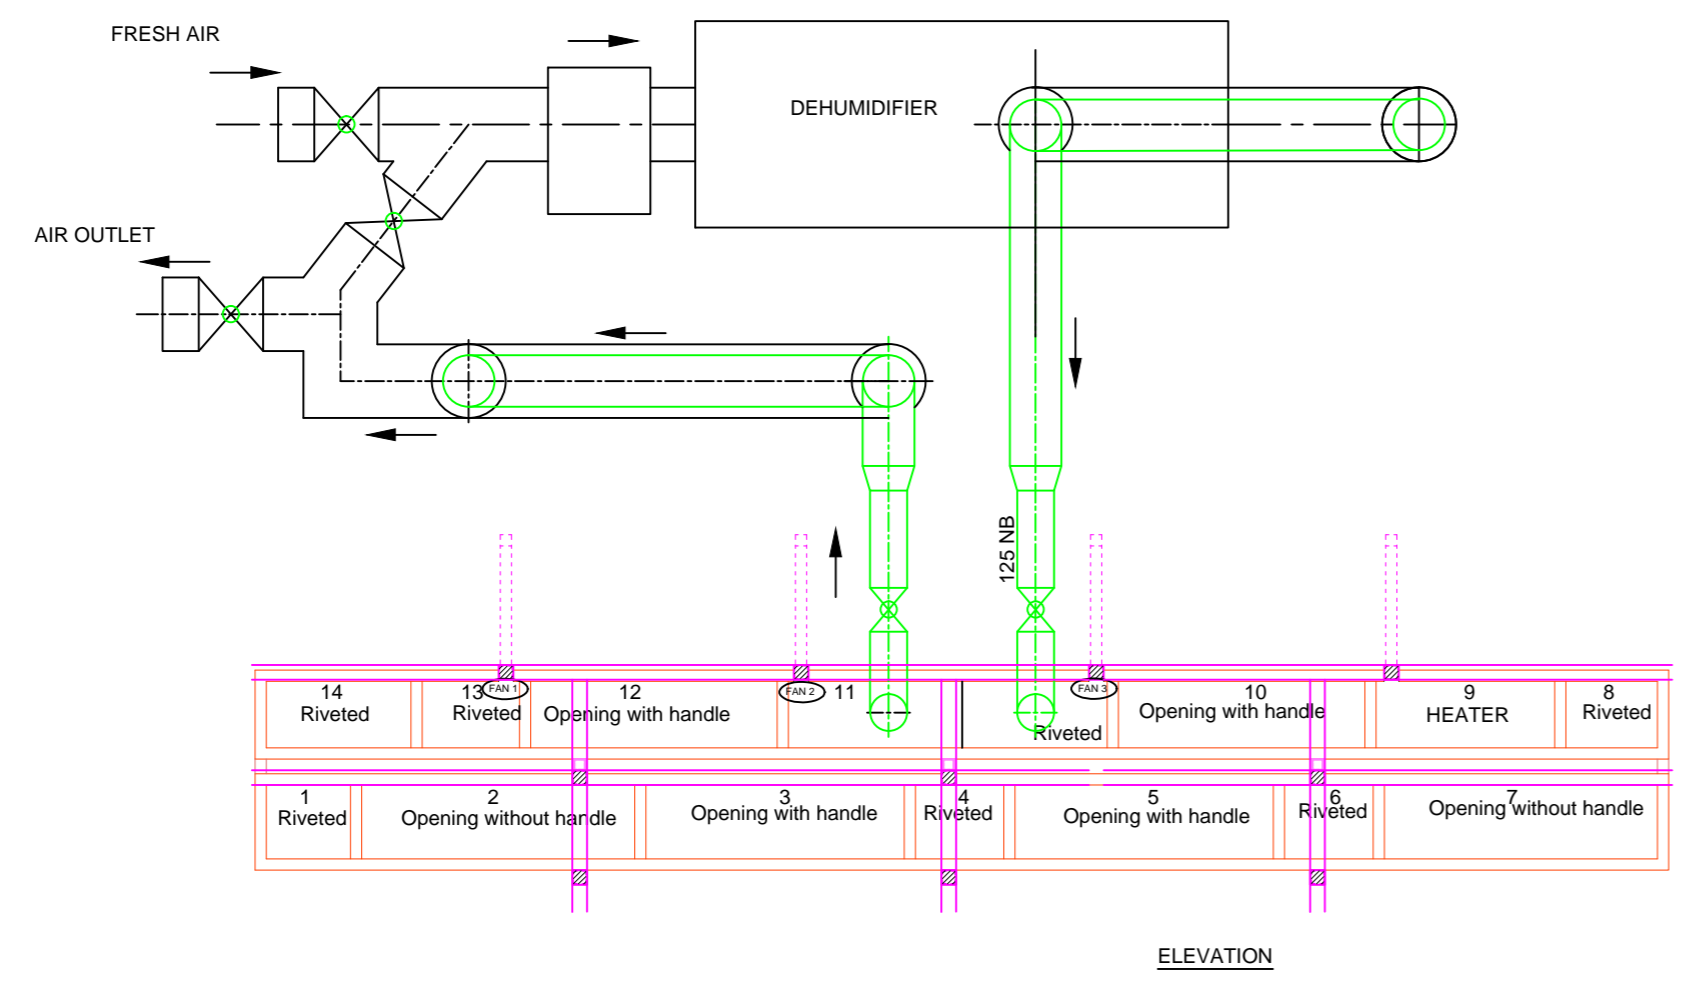 FRESH AIR
DEHUMIDIFIER
AIR OUTLET
125 NB
14
Riveted
13
FAN 1
Riveted
12
Opening with handle
FAN 2
11
Riveted
FAN 3
10
Opening with handle
9
HEATER
8
Riveted
1
Riveted
2
Opening without handle
3
Opening with handle
4
Riveted
5
Opening with handle
6
Riveted
7
Opening without handle
ELEVATION